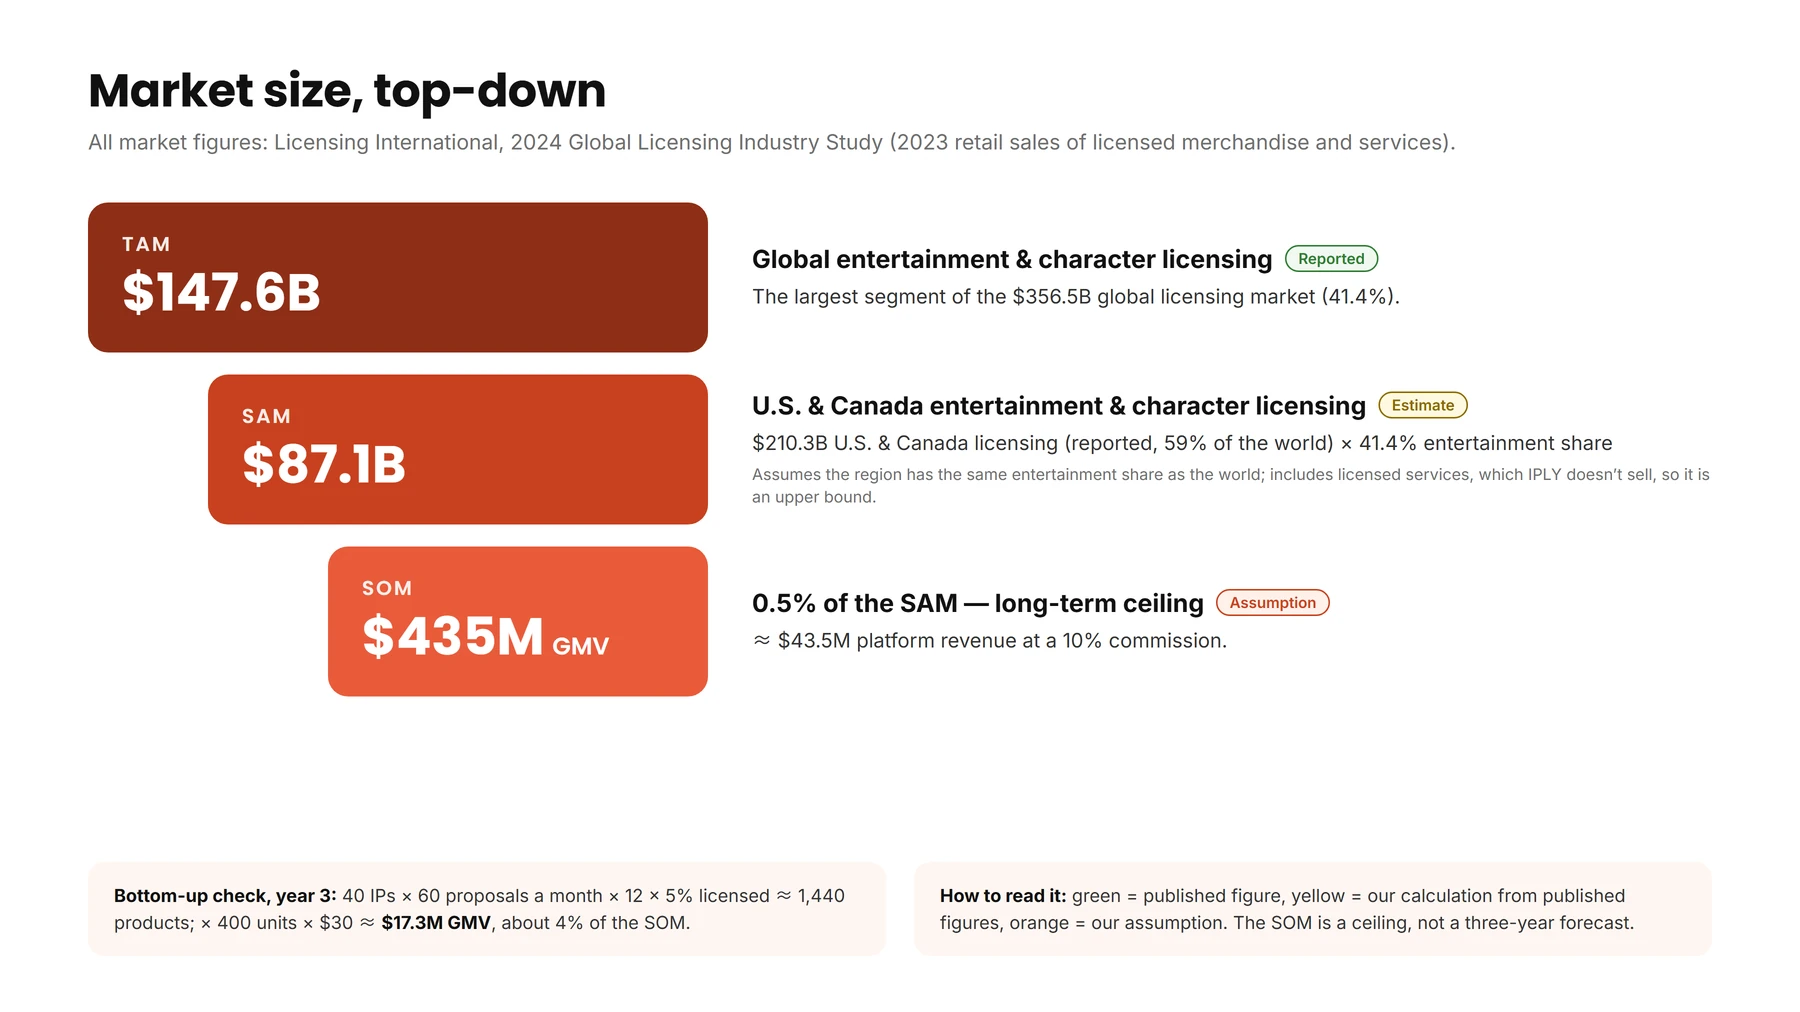 Market size, top-down
All market figures: Licensing International, 2024 Global Licensing Industry Study (2023 retail sales of licensed merchandise and services).
TAM
$147.6B
Global entertainment & character licensing Reported
The largest segment of the $356.5B global licensing market (41.4%).
SAM
$87.1B
U.S. & Canada entertainment & character licensing Estimate
$210.3B U.S. & Canada licensing (reported, 59% of the world) × 41.4% entertainment share
Assumes the region has the same entertainment share as the world; includes licensed services, which IPLY doesn’t sell, so it is
an upper bound.
SOM
$435M GMV
0.5% of the SAM — long-term ceiling Assumption
≈ $43.5M platform revenue at a 10% commission.
Bottom-up check, year 3: 40 IPs × 60 proposals a month × 12 × 5% licensed ≈ 1,440
products; × 400 units × $30 ≈ $17.3M GMV, about 4% of the SOM.
How to read it: green = published figure, yellow = our calculation from published
figures, orange = our assumption. The SOM is a ceiling, not a three-year forecast.